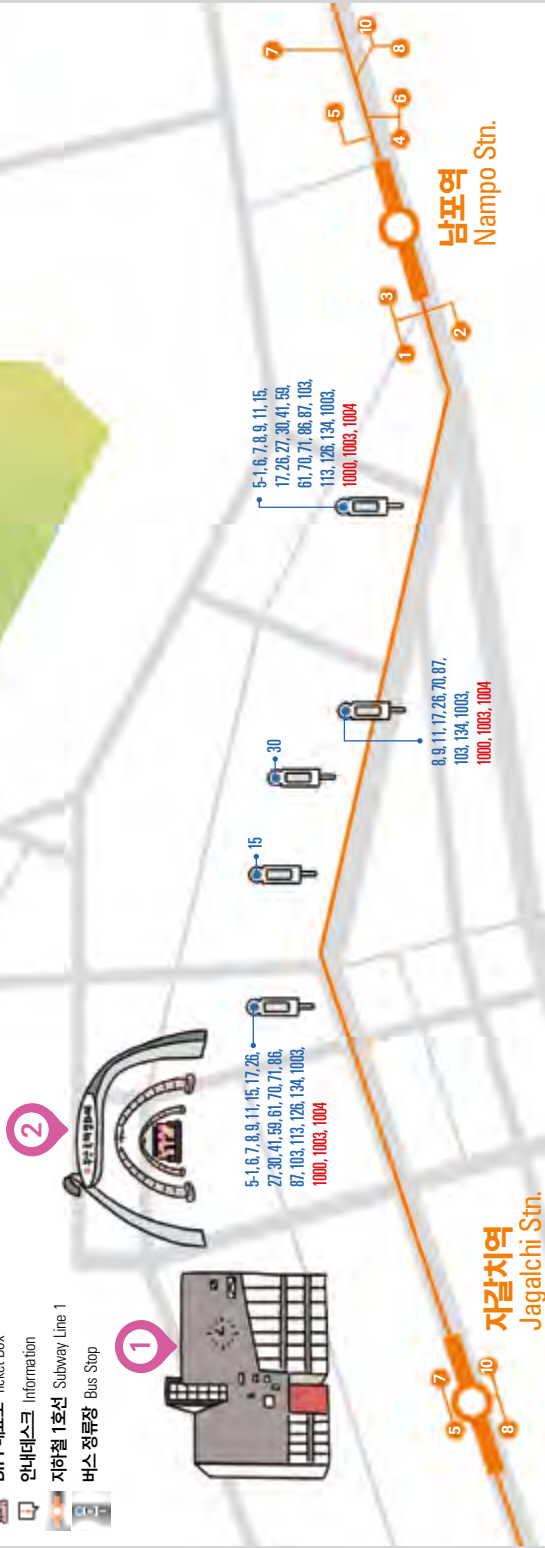 Ticket Box
안내데스크 Information
지하철 1호선 Subway Line 1
버스 정류장 Bus Stop
1
2
5-1, 6, 7, 8, 9, 11, 15, 17, 26,
27, 30, 41, 59, 61, 70, 71, 86,
87, 103, 113, 126, 134, 1003,
1000, 1003, 1004
15
30
8, 9, 11, 17, 26, 70, 87,
103, 134, 1003,
1000, 1003, 1004
5-1, 6, 7, 8, 9, 11, 15,
17, 26, 27, 30, 41, 59,
61, 70, 71, 86, 87, 103,
113, 126, 134, 1003,
1000, 1003, 1004
5
7
8
10
자갈치역
Jagalchi Stn.
1
3
2
남포역
Nampo Stn.
5
7
4
6
8
10